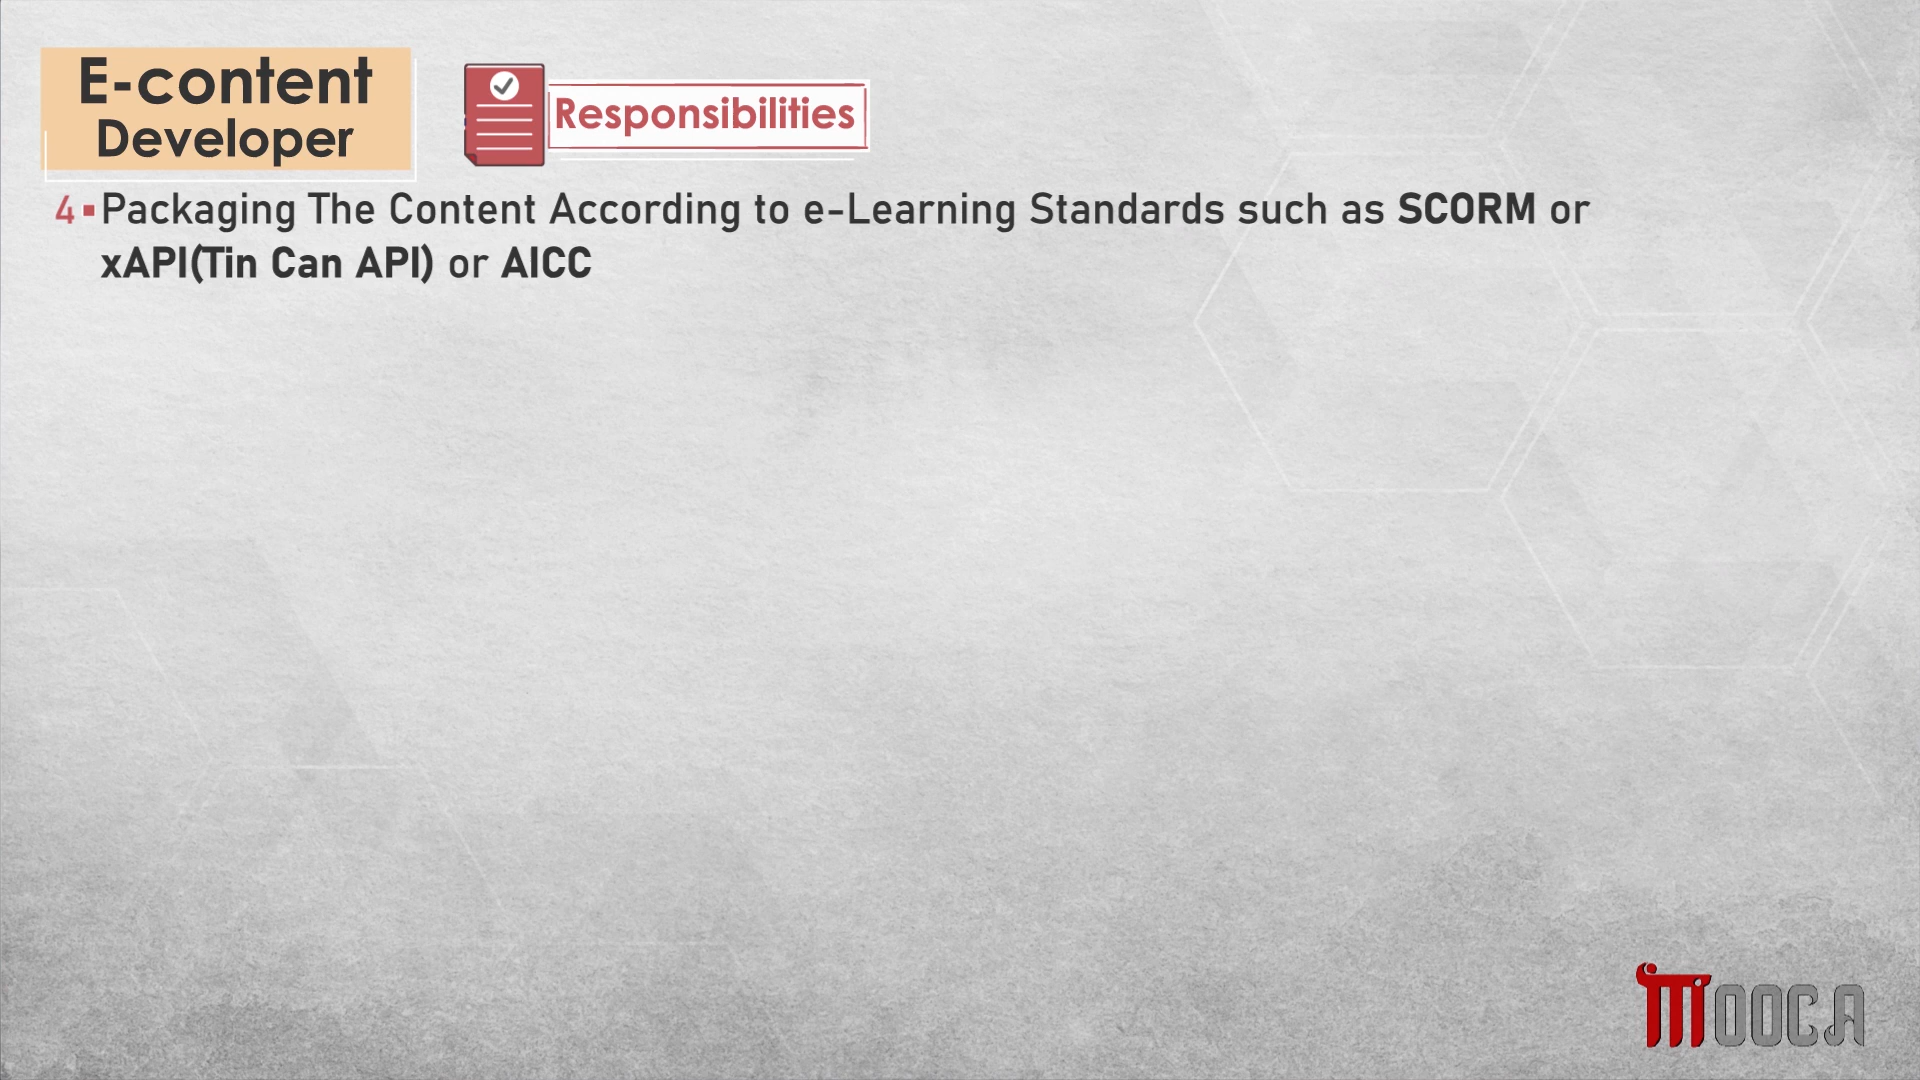 E-content
Developer
Responsibilities
4▪Packaging The Content According to e-Learning Standards such as SCORM or
xAPI(Tin Can API) or AICC
MOOCA